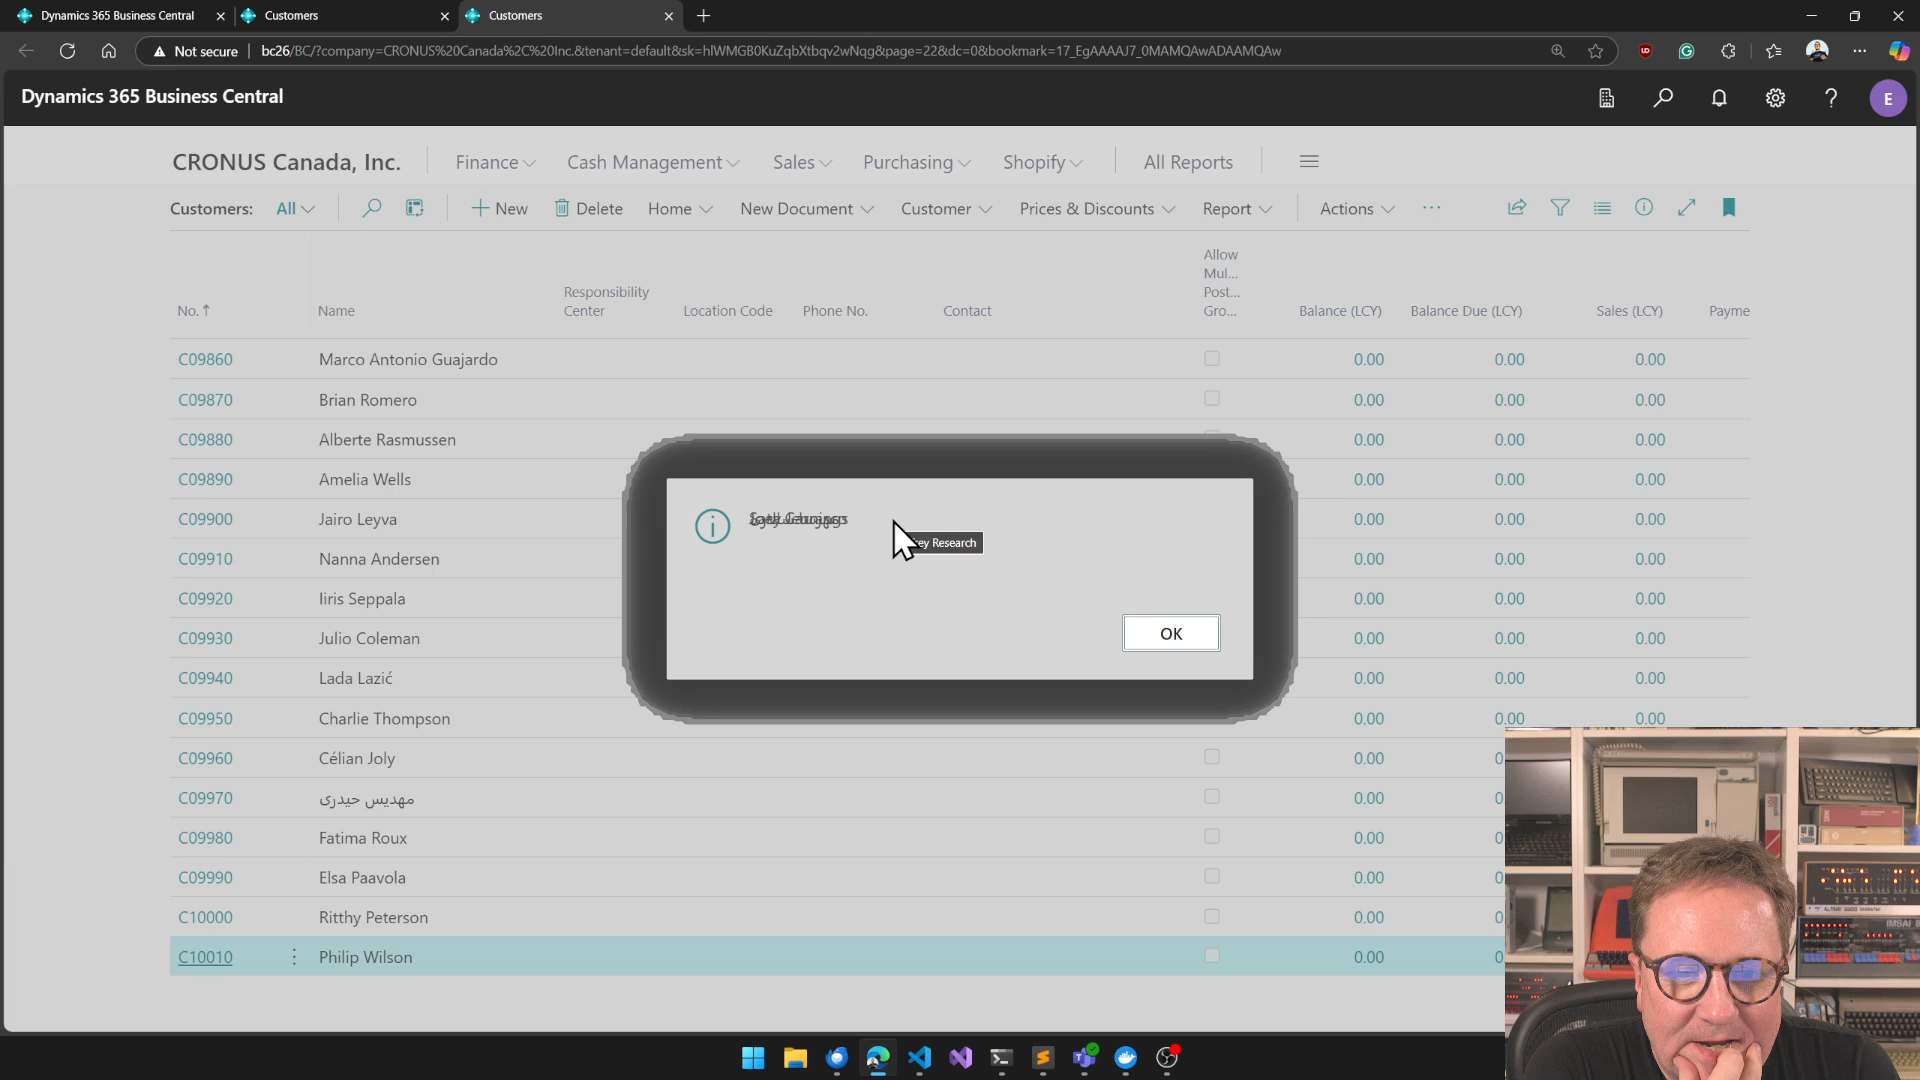 Dynamics 365 Business Central
Customers
Customers
Not secure
bc26/BC/?company=CRONUS%20Canada%2C%20Inc.&tenant=default&sk=hlWMGB0KuZqbXtbqv2wNqg&page=22&dc=0&bookmark=17_EgAAAAJ7_0MAMQAwADAAMQAw
Dynamics 365 Business Central
E
CRONUS Canada, Inc.
Finance
Cash Management
Sales
Purchasing
Shopify
All Reports
Customers:
All
New
Delete
Home
New Document
Customer
Prices & Discounts
Report
Actions
No.
Name
Responsibility
Center
Location Code
Phone No.
Contact
Allow
Mul...
Post...
Gro...
Balance (LCY)
Balance Due (LCY)
Sales (LCY)
Payme
C09860 Marco Antonio Guajardo 0.00 0.00 0.00
C09870 Brian Romero 0.00 0.00 0.00
C09880 Alberte Rasmussen 0.00 0.00 0.00
C09890 Amelia Wells 0.00 0.00 0.00
C09900 Jairo Leyva 0.00 0.00 0.00
C09910 Nanna Andersen 0.00 0.00 0.00
C09920 Iiris Seppala 0.00 0.00 0.00
C09930 Julio Coleman 0.00 0.00 0.00
C09940 Lada Lazić 0.00 0.00 0.00
C09950 Charlie Thompson 0.00 0.00 0.00
C09960 Célian Joly 0.00
C09970 مهدیس حیدری 0.00
C09980 Fatima Roux 0.00
C09990 Elsa Paavola 0.00
C10000 Ritthy Peterson 0.00
C10010 Philip Wilson 0.00
Research
OK